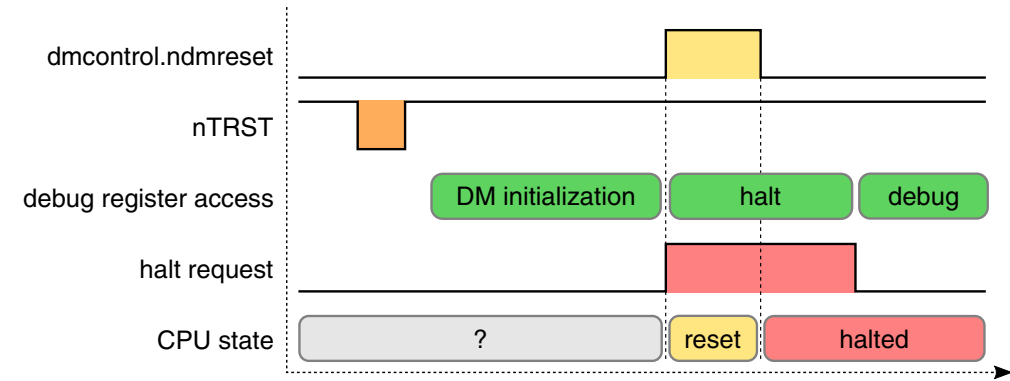 dmcontrol.ndmreset
nTRST
debug register access
DM initialization
halt
debug
halt request
CPU state
?
reset
halted